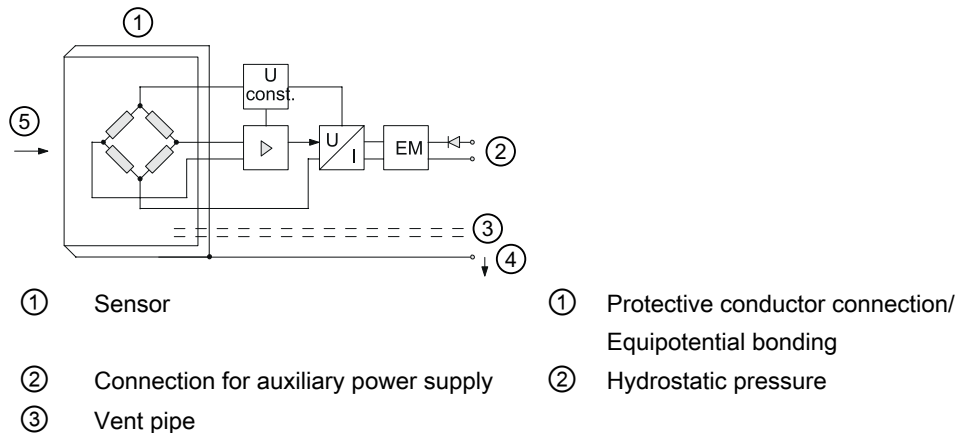 ①
U
const.
⑤
U
I
EM
②
③
④
① Sensor
① Protective conductor connection/
Equipotential bonding
② Connection for auxiliary power supply
② Hydrostatic pressure
③ Vent pipe